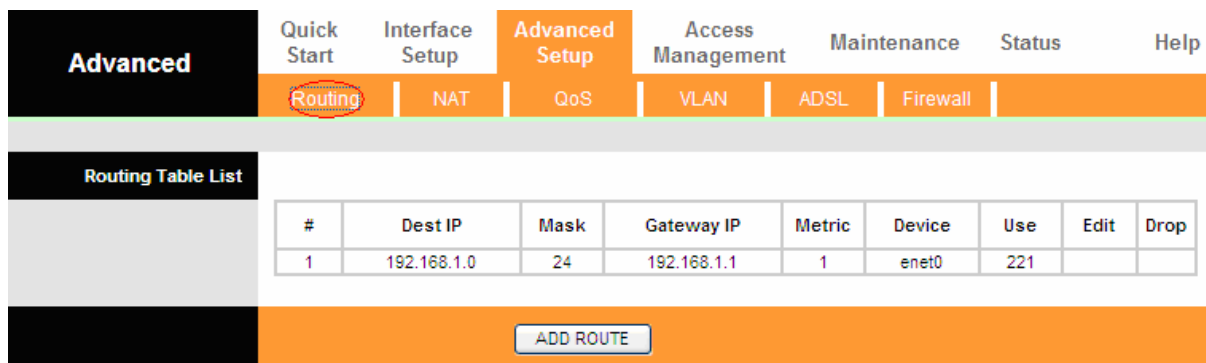 Advanced
Quick Start
Interface Setup
Advanced Setup
Access Management
Maintenance
Status
Help
Routing
NAT
QoS
VLAN
ADSL
Firewall
Routing Table List
# Dest IP Mask Gateway IP Metric Device Use Edit Drop
1 192.168.1.0 24 192.168.1.1 1 enet0 221
ADD ROUTE